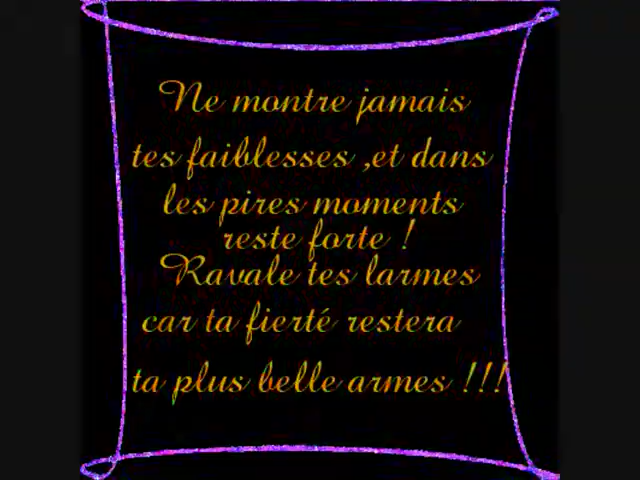 Ne montre jamais
tes faiblesses ,et dans
les pires moments
reste forte !
Ravale tes larmes
car ta fierté restera
ta plus belle armes !!!